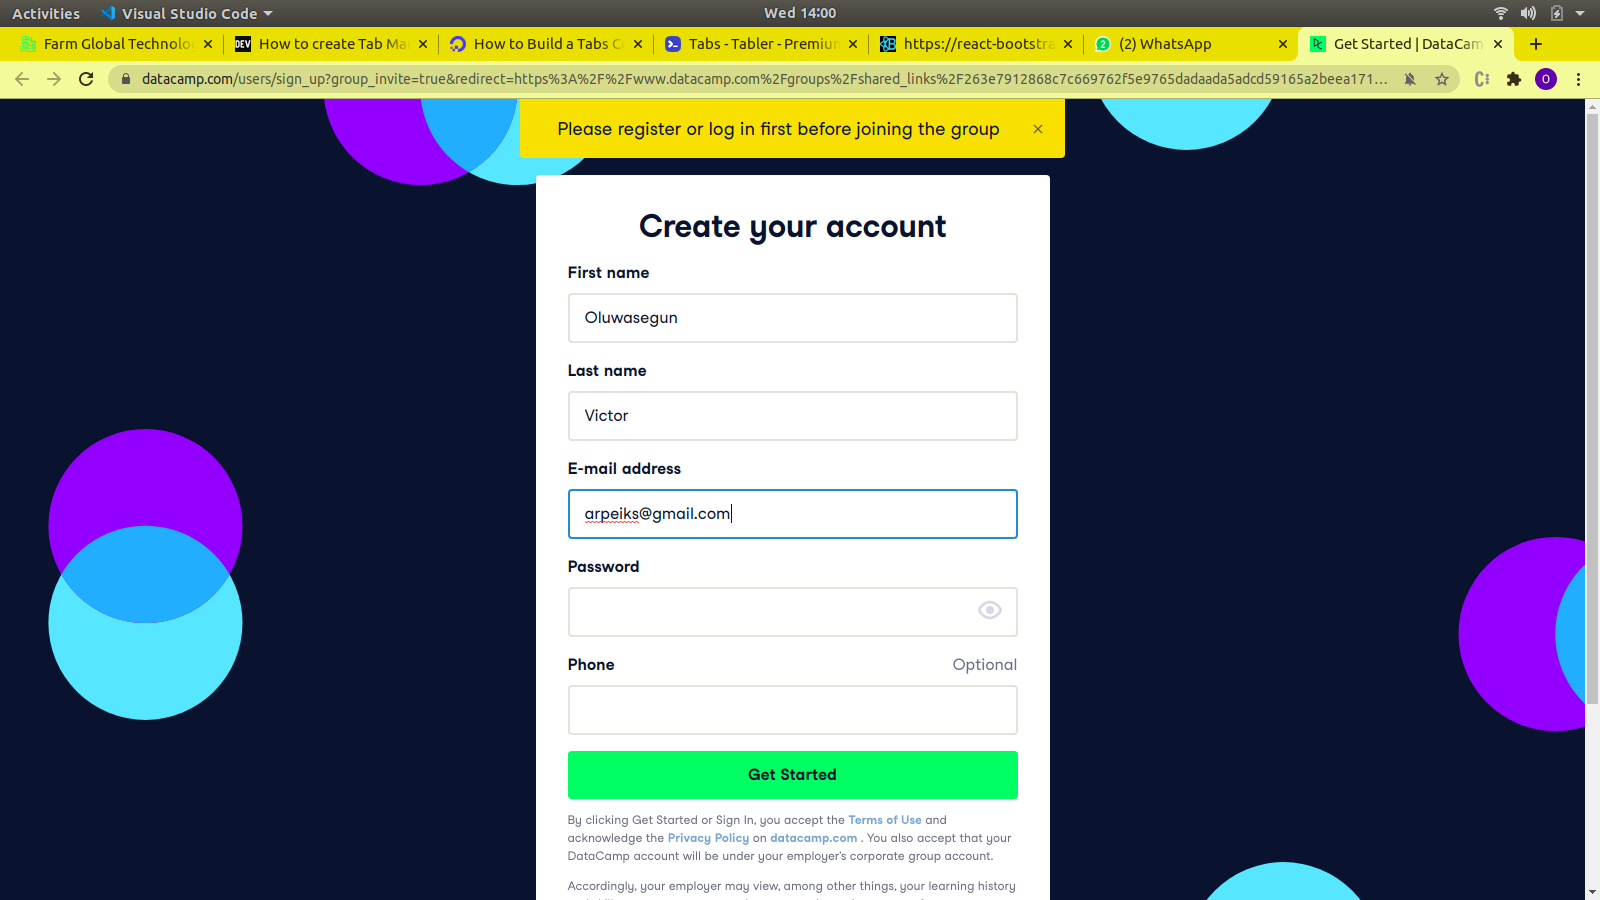 Activities Visual Studio Code Wed 14:00
Farm Global Technolo How to create Tab Ma How to Build a Tabs C Tabs - Tabler - Premium https://react-bootstra (2) WhatsApp Get Started | DataCam
datacamp.com/users/sign_up?group_invite=true&redirect=https%3A%2F%2Fwww.datacamp.com%2Fgroups%2Fshared_links%2F263e7912868c7c669762f5e9765dadaada5adcd59165a2beea171... O
Please register or log in first before joining the group
Create your account
First name
Oluwasegun
Last name
Victor
E-mail address
arpeiks@gmail.com
Password
Phone Optional
Get Started
By clicking Get Started or Sign In, you accept the Terms of Use and
acknowledge the Privacy Policy on datacamp.com . You also accept that your
DataCamp account will be under your employer's corporate group account.
Accordingly, your employer may view, among other things, your learning history